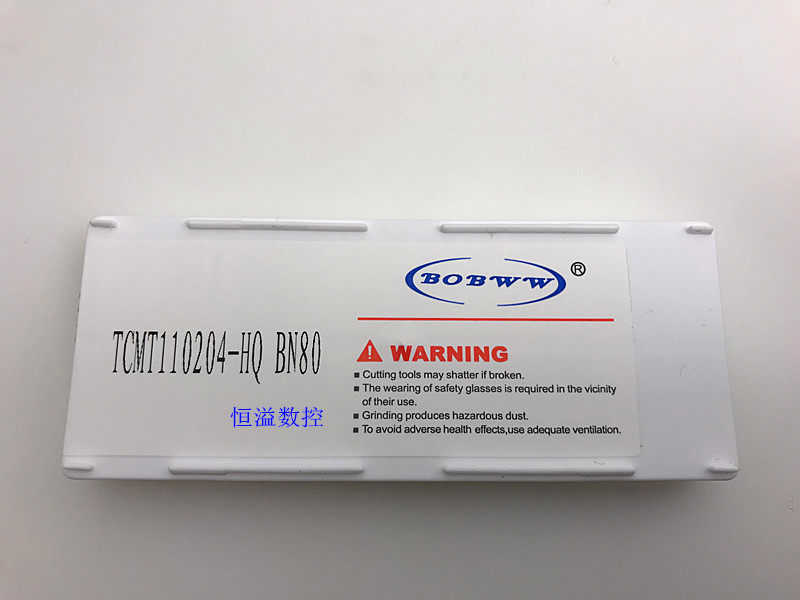 BOBWW®
TCMT110204-HQ BN80
恒溢数控
WARNING
▪ Cutting tools may shatter if broken.
▪ The wearing of safety glasses is required in the vicinity
of their use.
▪ Grinding produces hazardous dust.
▪ To avoid adverse health effects,use adequate ventilation.